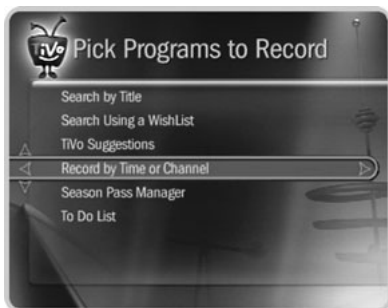 TiVo Pick Programs to Record
Search by Title
Search Using a WishList
TiVo Suggestions
Record by Time or Channel
Season Pass Manager
To Do List